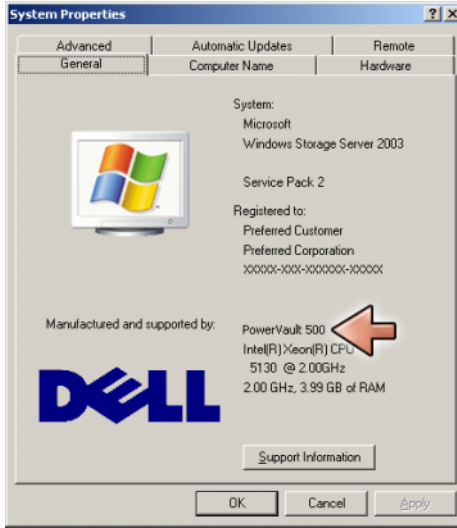 System Properties
Advanced
Automatic Updates
Remote
General
Computer Name
Hardware
System:
Microsoft
Windows Storage Server 2003
Service Pack 2
Registered to:
Preferred Customer
Preferred Corporation
XXXXX-XXX-XXXXXX-XXXXX
Manufactured and supported by:
DELL
PowerVault 500
Intel(R) Xeon(R) CPU
5130 @ 2.00GHz
2.00 GHz, 3.99 GB of RAM
Support Information
OK
Cancel
Apply